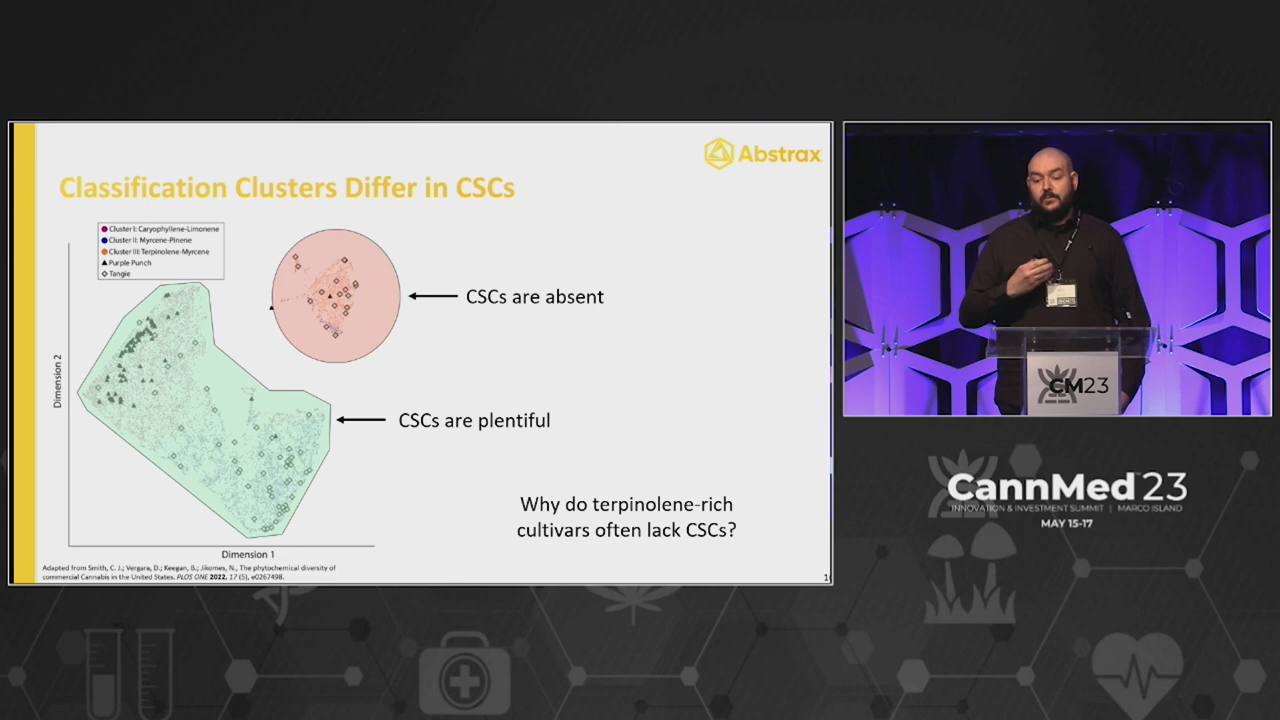 Abstrax
Classification Clusters Differ in CSCs
Cluster I: Caryophyllene-Limonene
Cluster II: Myrcene-Pinene
Cluster III: Terpinolene-Myrcene
Purple Punch
Tangie
CSCs are absent
CSCs are plentiful
Dimension 2
Why do terpinolene-rich
cultivars often lack CSCs?
Dimension 1
Adapted from Smith, C. J.; Vergara, D.; Keegan, B.; Jikomes, N., The phytochemical diversity of
commercial Cannabis in the United States. PLOS ONE 2022, 17 (5), e0267498.
CM23
CannMed 23
INNOVATION & INVESTMENT SUMMIT | MARCO ISLAND
MAY 15-17